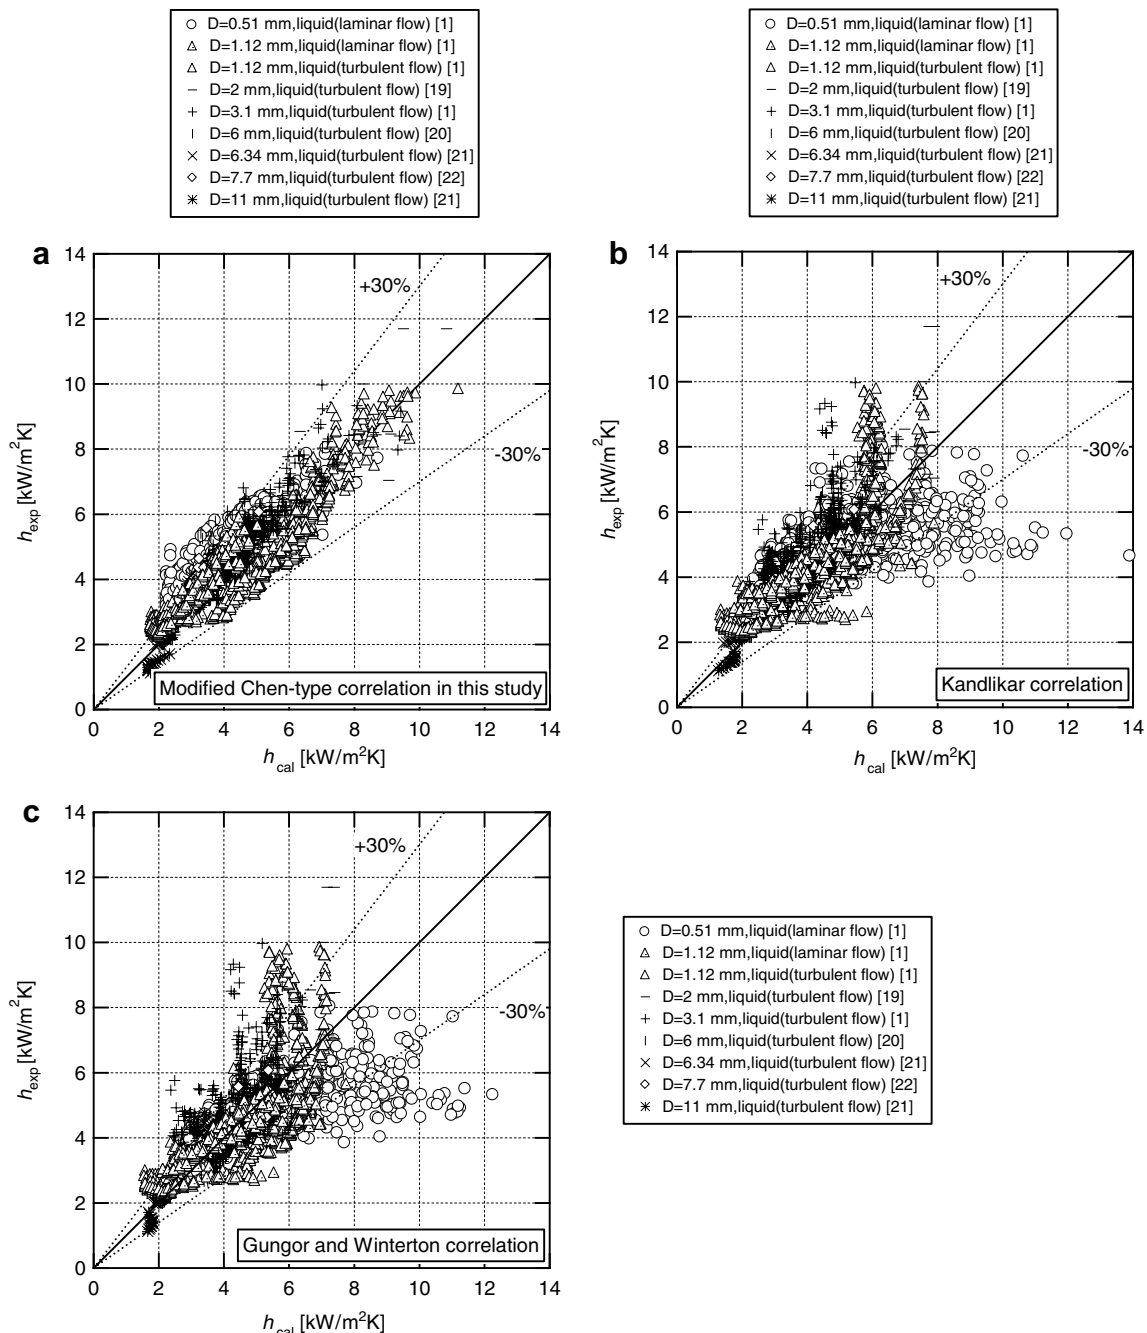 D=0.51 mm,liquid(laminar flow) [1]
D=1.12 mm,liquid(laminar flow) [1]
D=1.12 mm,liquid(turbulent flow) [1]
D=2 mm,liquid(turbulent flow) [19]
D=3.1 mm,liquid(turbulent flow) [1]
D=6 mm,liquid(turbulent flow) [20]
D=6.34 mm,liquid(turbulent flow) [21]
D=7.7 mm,liquid(turbulent flow) [22]
D=11 mm,liquid(turbulent flow) [21]
D=0.51 mm,liquid(laminar flow) [1]
D=1.12 mm,liquid(laminar flow) [1]
D=1.12 mm,liquid(turbulent flow) [1]
D=2 mm,liquid(turbulent flow) [19]
D=3.1 mm,liquid(turbulent flow) [1]
D=6 mm,liquid(turbulent flow) [20]
D=6.34 mm,liquid(turbulent flow) [21]
D=7.7 mm,liquid(turbulent flow) [22]
D=11 mm,liquid(turbulent flow) [21]
a
14
12
10
8
6
4
2
0
h_exp [kW/m²K]
+30%
-30%
Modified Chen-type correlation in this study
0 2 4 6 8 10 12 14
h_cal [kW/m²K]
b
14
12
10
8
6
4
2
0
h_exp [kW/m²K]
+30%
-30%
Kandlikar correlation
0 2 4 6 8 10 12 14
h_cal [kW/m²K]
c
14
12
10
8
6
4
2
0
h_exp [kW/m²K]
+30%
-30%
Gungor and Winterton correlation
0 2 4 6 8 10 12 14
h_cal [kW/m²K]
D=0.51 mm,liquid(laminar flow) [1]
D=1.12 mm,liquid(laminar flow) [1]
D=1.12 mm,liquid(turbulent flow) [1]
D=2 mm,liquid(turbulent flow) [19]
D=3.1 mm,liquid(turbulent flow) [1]
D=6 mm,liquid(turbulent flow) [20]
D=6.34 mm,liquid(turbulent flow) [21]
D=7.7 mm,liquid(turbulent flow) [22]
D=11 mm,liquid(turbulent flow) [21]